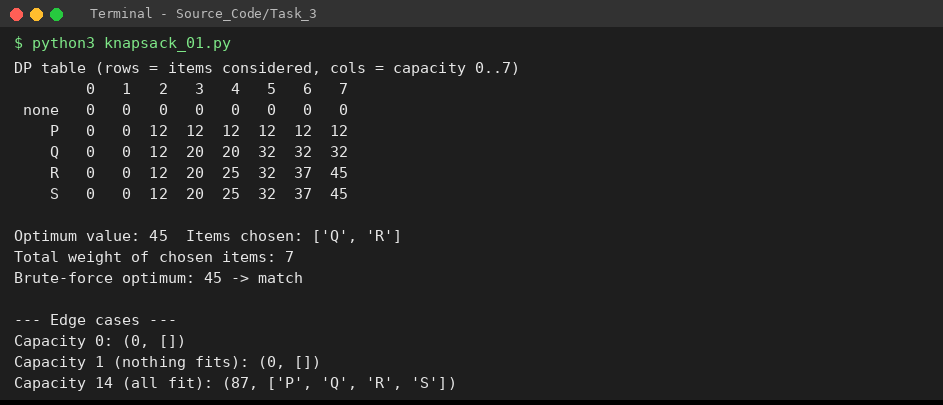 Terminal - Source_Code/Task_3
$ python3 knapsack_01.py
DP table (rows = items considered, cols = capacity 0..7)
0 1 2 3 4 5 6 7
none 0 0 0 0 0 0 0 0
P 0 0 12 12 12 12 12 12
Q 0 0 12 20 20 32 32 32
R 0 0 12 20 25 32 37 45
S 0 0 12 20 25 32 37 45
Optimum value: 45  Items chosen: ['Q', 'R']
Total weight of chosen items: 7
Brute-force optimum: 45 -> match
--- Edge cases ---
Capacity 0: (0, [])
Capacity 1 (nothing fits): (0, [])
Capacity 14 (all fit): (87, ['P', 'Q', 'R', 'S'])